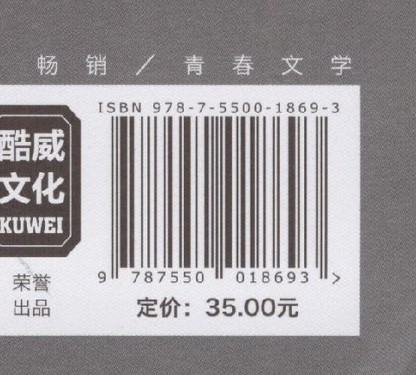 畅销/青春文学
ISBN 978-7-5500-1869-3
酷威
文化
KUWEI
9 787550 018693 >
荣誉
出品
定价：35.00元